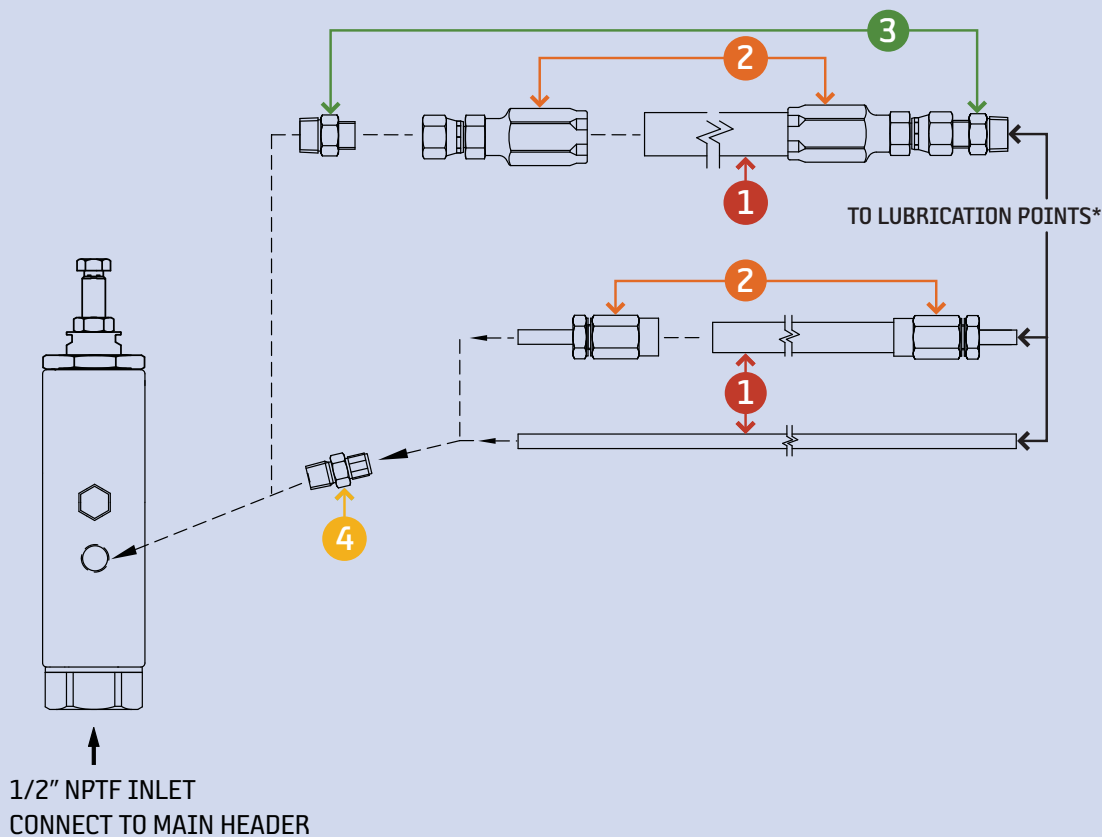 3
2
1
TO LUBRICATION POINTS*
2
1
4
1/2" NPTF INLET
CONNECT TO MAIN HEADER